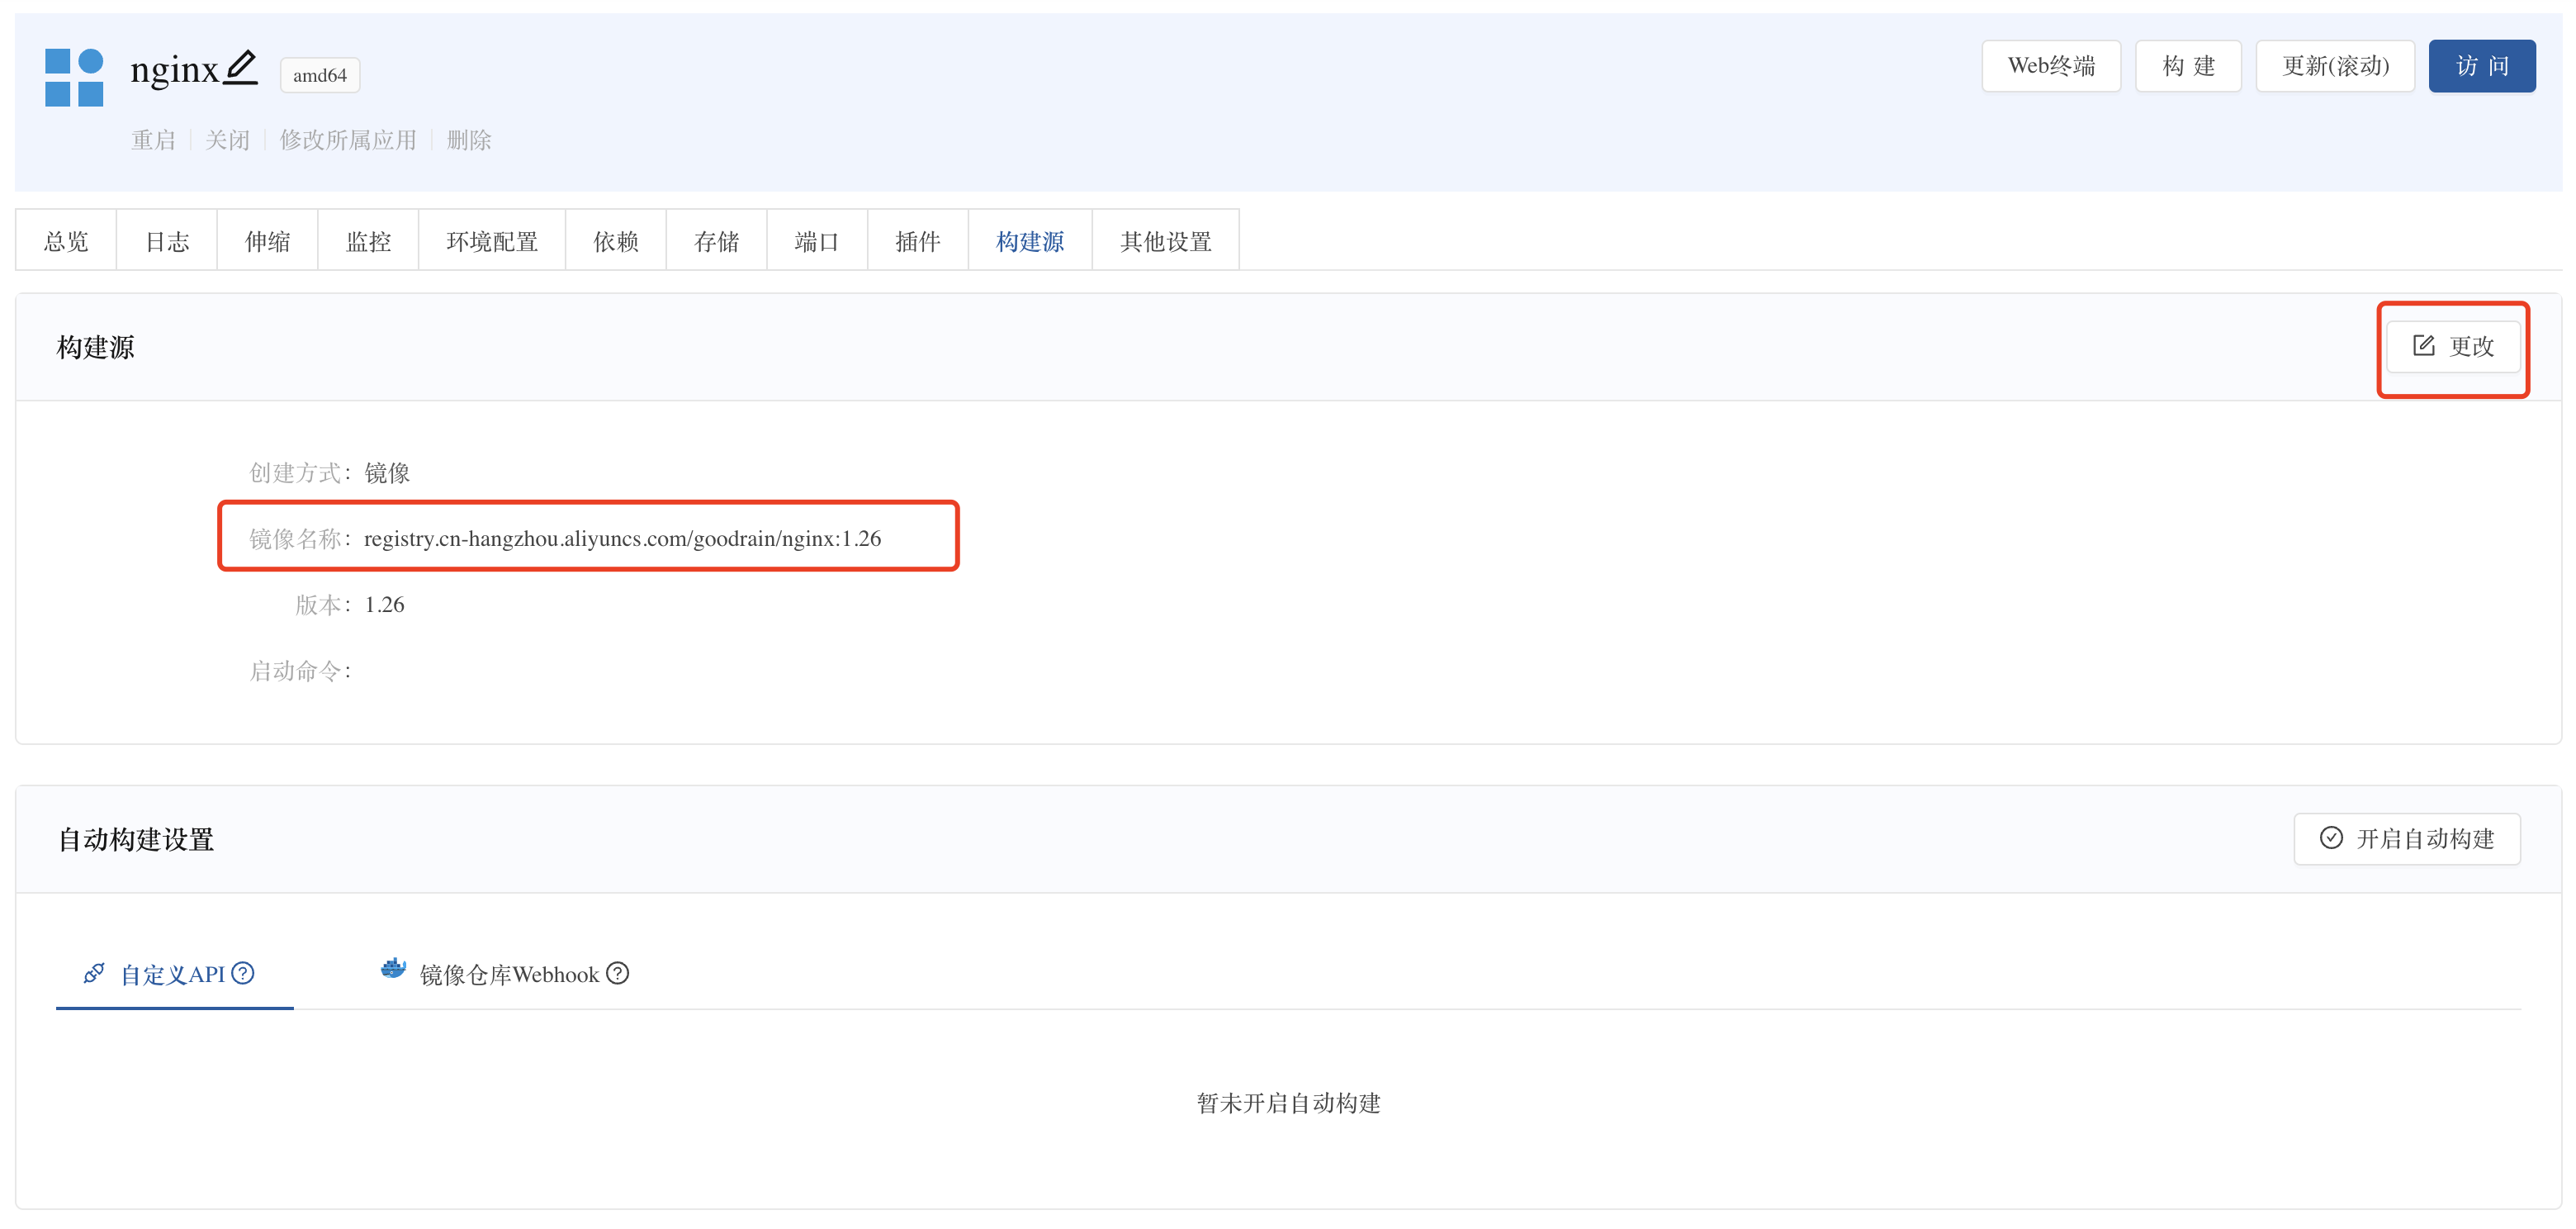 nginx amd64 Web终端 构 建 更新(滚动) 访 问
重启 关闭 修改所属应用 删除
总览 日志 伸缩 监控 环境配置 依赖 存储 端口 插件 构建源 其他设置
构建源 更改
创建方式: 镜像
镜像名称: registry.cn-hangzhou.aliyuncs.com/goodrain/nginx:1.26
版本: 1.26
启动命令:
自动构建设置 开启自动构建
自定义API 镜像仓库Webhook
暂未开启自动构建